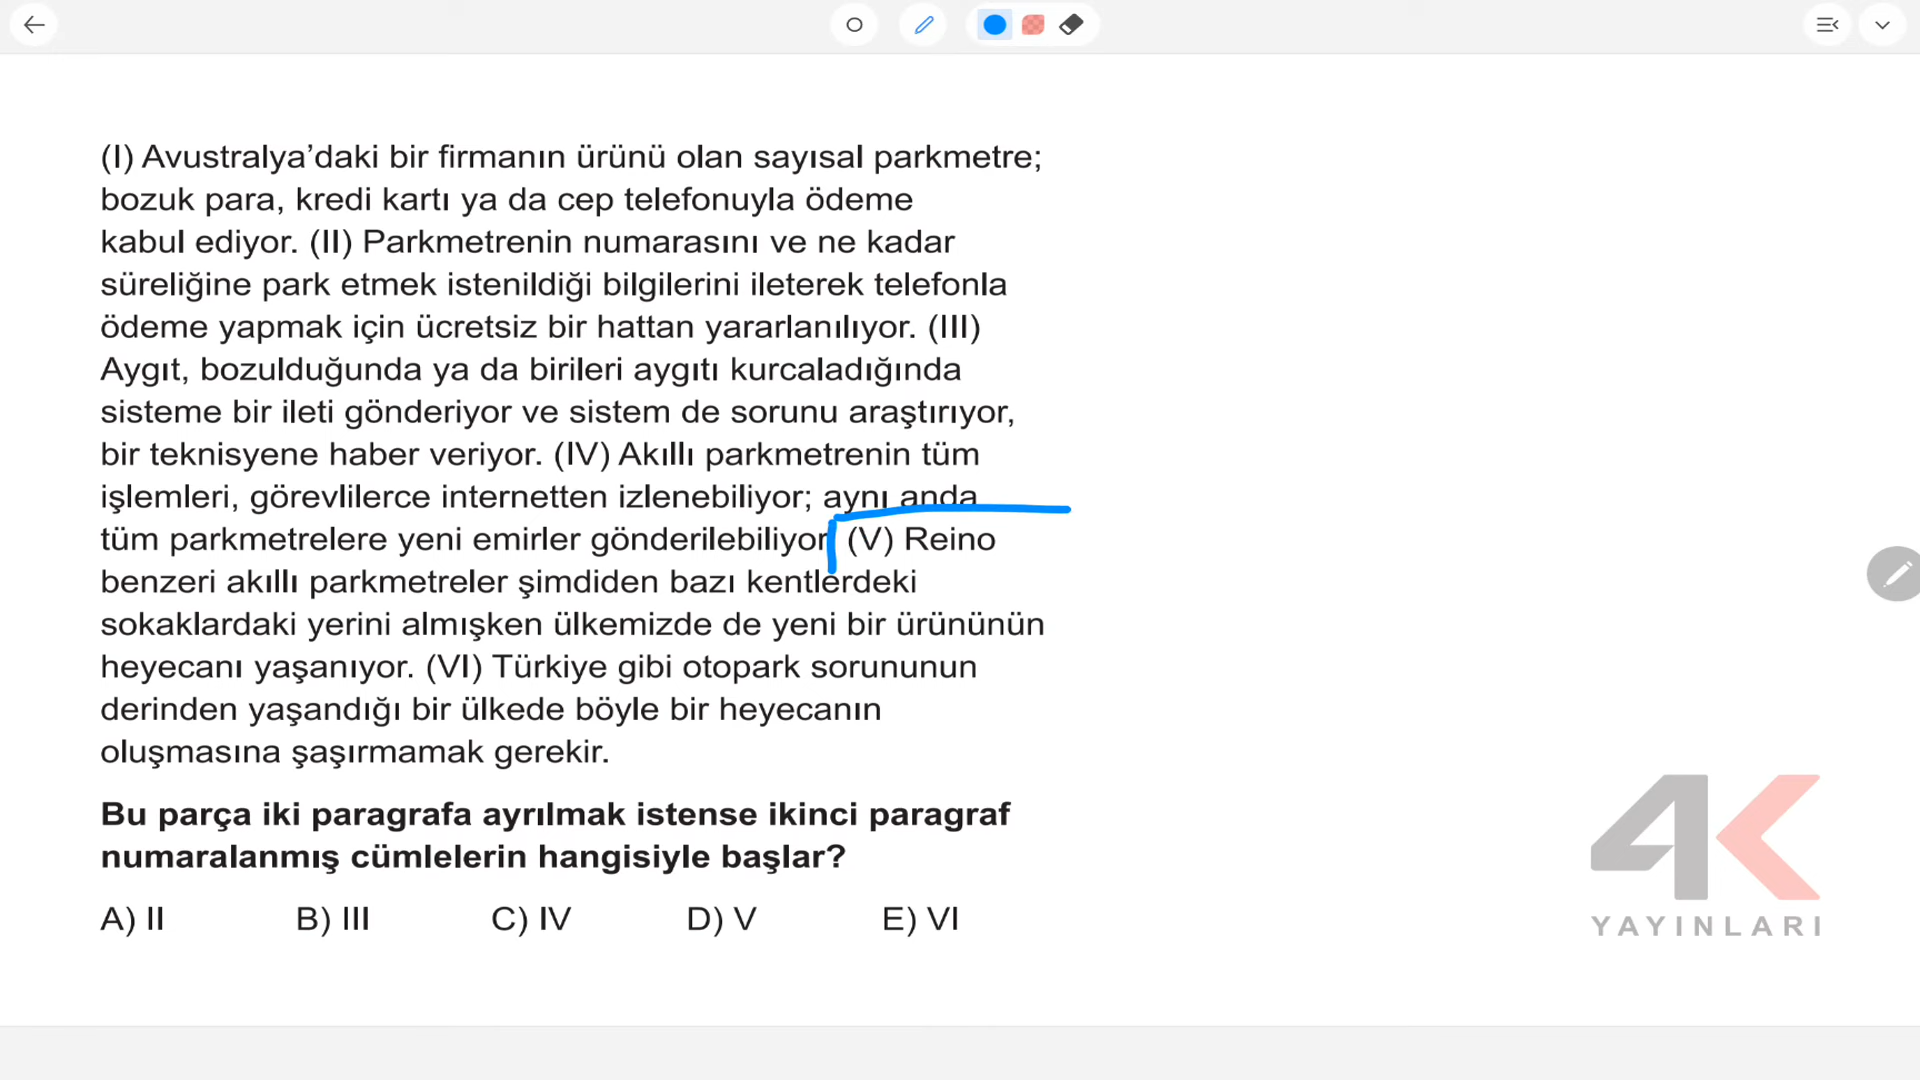 (I) Avustralya’daki bir firmanın ürünü olan sayısal parkmetre;
bozuk para, kredi kartı ya da cep telefonuyla ödeme
kabul ediyor. (II) Parkmetrenin numarasını ve ne kadar
süreliğine park etmek istenildiği bilgilerini ileterek telefonla
ödeme yapmak için ücretsiz bir hattan yararlanılıyor. (III)
Aygıt, bozulduğunda ya da birileri aygıtı kurcaladığında
sisteme bir ileti gönderiyor ve sistem de sorunu araştırıyor,
bir teknisyene haber veriyor. (IV) Akıllı parkmetrenin tüm
işlemleri, görevlilerce internetten izlenebiliyor; aynı anda
tüm parkmetrelere yeni emirler gönderilebiliyor (V) Reino
benzeri akıllı parkmetreler şimdiden bazı kentlerdeki
sokaklardaki yerini almışken ülkemizde de yeni bir ürününün
heyecanı yaşanıyor. (VI) Türkiye gibi otopark sorununun
derinden yaşandığı bir ülkede böyle bir heyecanın
oluşmasına şaşırmamak gerekir.
Bu parça iki paragrafa ayrılmak istense ikinci paragraf
numaralanmış cümlelerin hangisiyle başlar?
A) II B) III C) IV D) V E) VI
4K
YAYINLARI